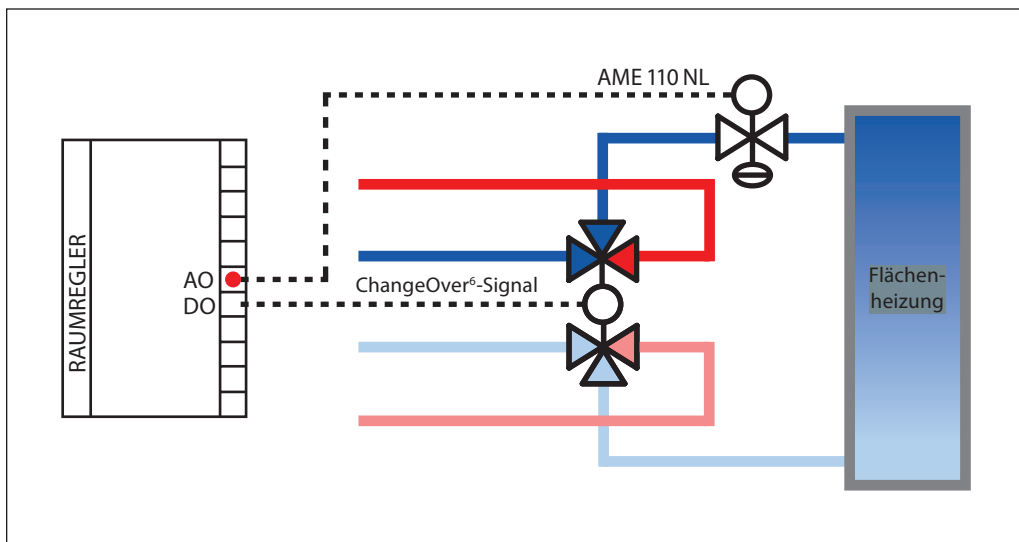 AME 110 NL
RAUMREGLER
AO
ChangeOver⁶-Signal
DO
Flächen-
heizung